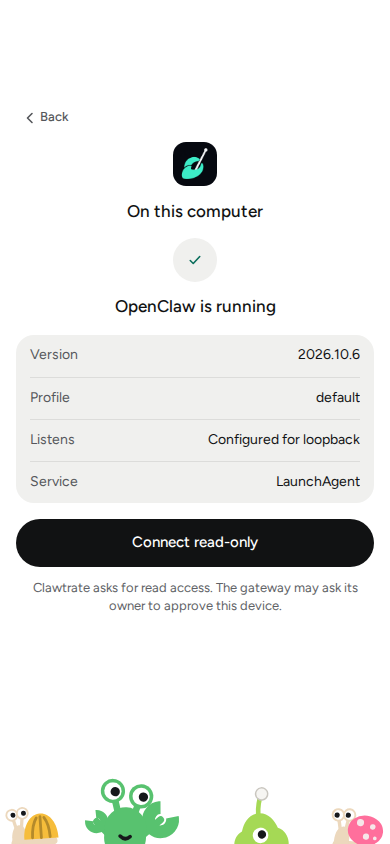 Back
On this computer
OpenClaw is running
Version 2026.10.6
Profile default
Listens Configured for loopback
Service LaunchAgent
Connect read-only
Clawtrate asks for read access. The gateway may ask its
owner to approve this device.